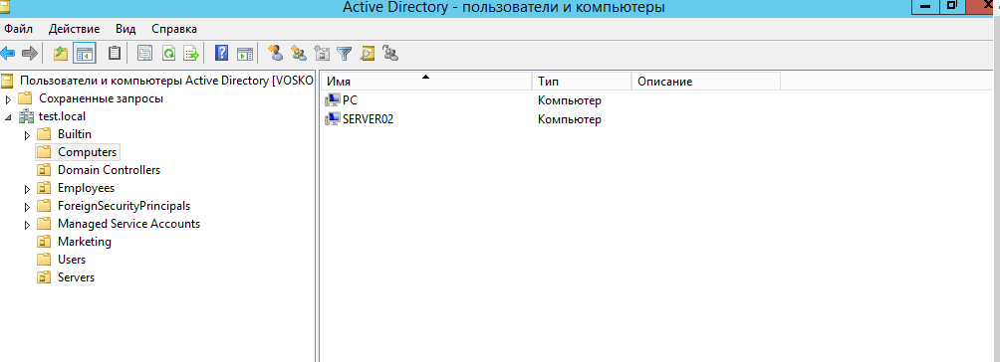 Active Directory - пользователи и компьютеры
Файл Действие Вид Справка
Пользователи и компьютеры Active Directory [VOSKO
Сохраненные запросы
test.local
Builtin
Computers
Domain Controllers
Employees
ForeignSecurityPrincipals
Managed Service Accounts
Marketing
Users
Servers
Имя Тип Описание
PC Компьютер
SERVER02 Компьютер